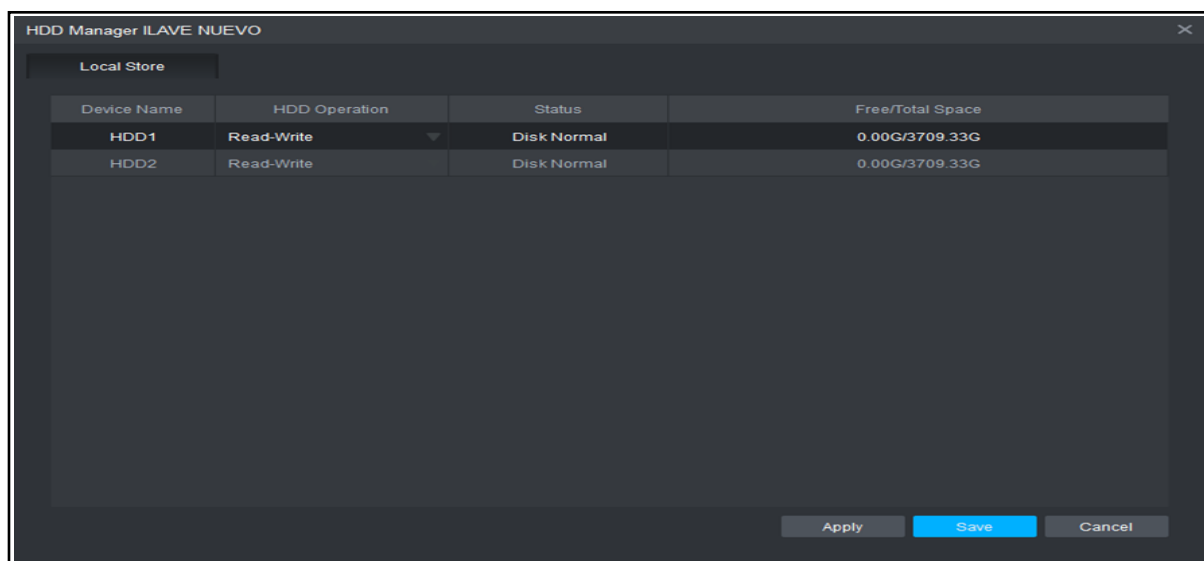 HDD Manager ILAVE NUEVO
Local Store
Device Name HDD Operation Status Free/Total Space
HDD1 Read-Write Disk Normal 0.00G/3709.33G
HDD2 Read-Write Disk Normal 0.00G/3709.33G
Apply Save Cancel